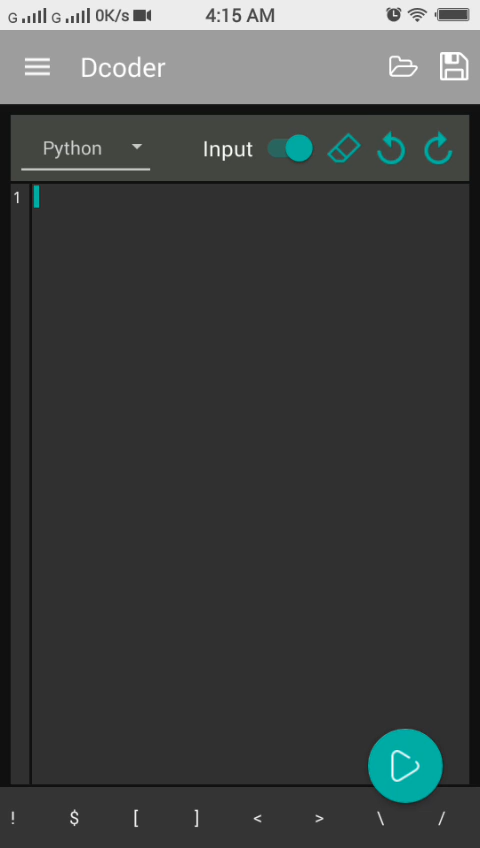 G G 0K/s 4:15 AM
Dcoder
Python Input
1
! $ [ ] < > \ /